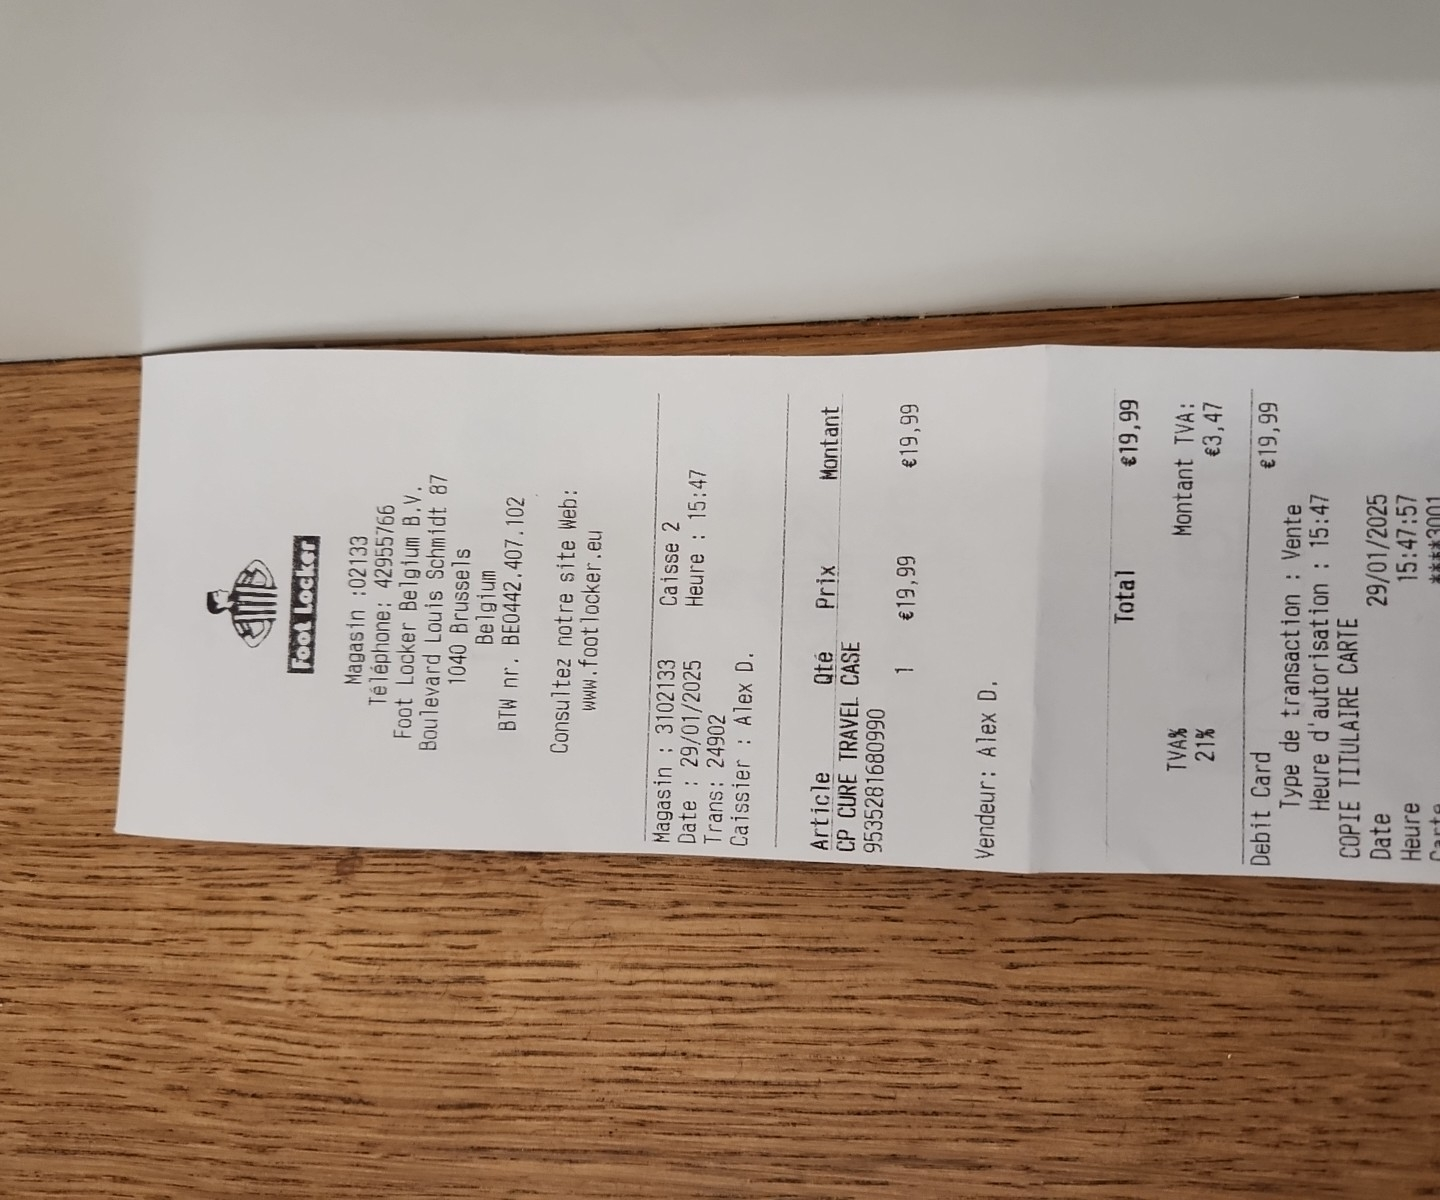 Foot Locker
Magasin :02133
Téléphone: 42955766
Foot Locker Belgium B.V.
Boulevard Louis Schmidt 87
1040 Brussels
Belgium
BTW nr. BE0442.407.102
Consultez notre site Web:
www.footlocker.eu
Magasin : 3102133 Caisse 2
Date : 29/01/2025 Heure : 15:47
Trans: 24902
Caissier : Alex D.
Article Qté Prix Montant
CP CURE TRAVEL CASE
9535281680990
1 €19,99 €19,99
Vendeur: Alex D.
Total €19,99
TVA% Montant TVA:
21% €3,47
Debit Card €19,99
Type de transaction : Vente
Heure d'autorisation : 15:47
COPIE TITULAIRE CARTE
Date 29/01/2025
Heure 15:47:57
Carte ****3001